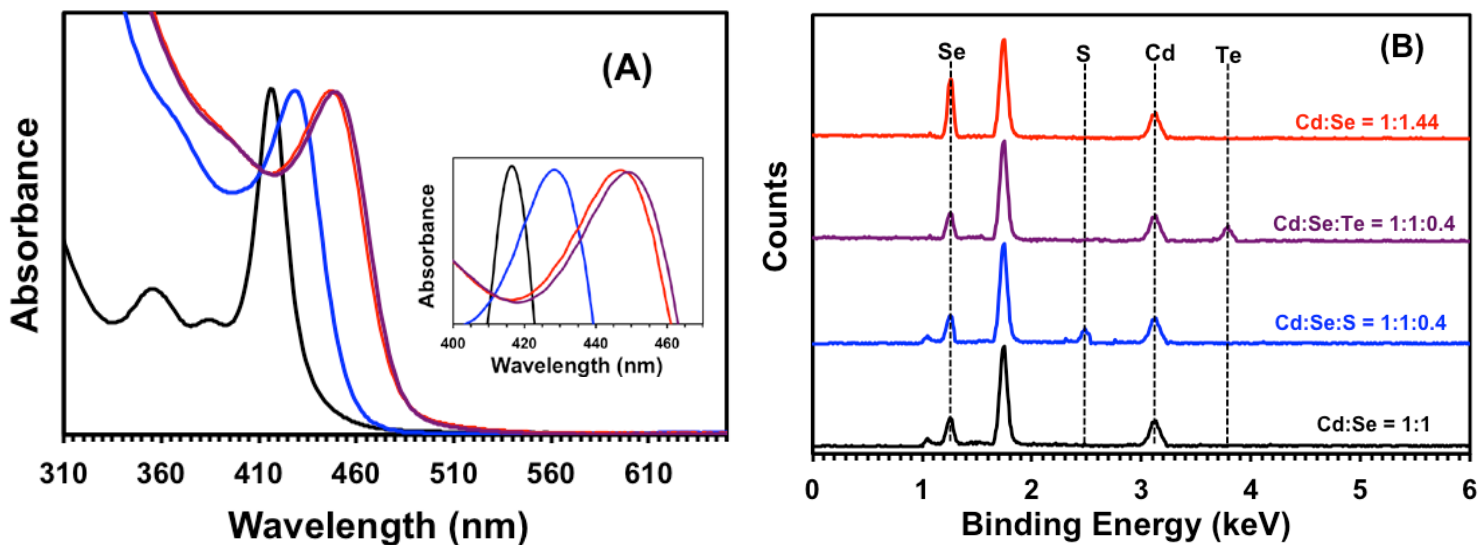 (A)
Absorbance
Absorbance
400 420 440 460
Wavelength (nm)
310 360 410 460 510 560 610
Wavelength (nm)
(B)
Se S Cd Te
Cd:Se = 1:1.44
Cd:Se:Te = 1:1:0.4
Cd:Se:S = 1:1:0.4
Cd:Se = 1:1
Counts
0 1 2 3 4 5 6
Binding Energy (keV)